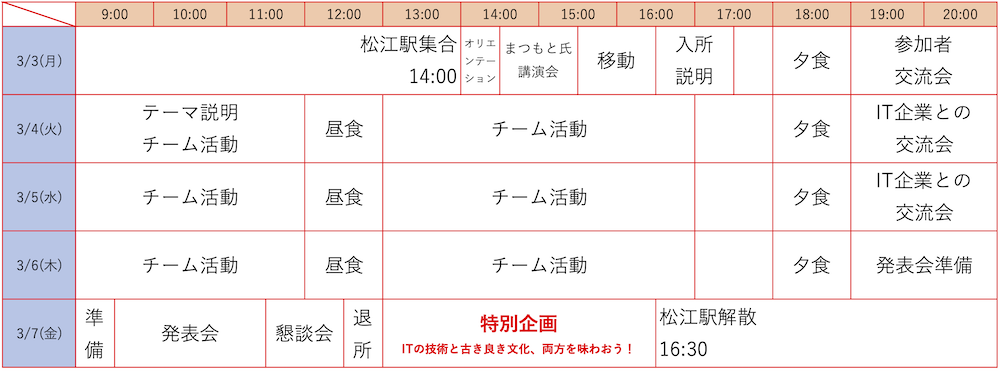 9:00 10:00 11:00 12:00 13:00 14:00 15:00 16:00 17:00 18:00 19:00 20:00
3/3(月)
松江駅集合
14:00
オリエ
ンテー
ション
まつもと氏
講演会
移動
入所
説明
夕食
参加者
交流会
3/4(火)
テーマ説明
チーム活動
昼食
チーム活動
夕食
IT企業との
交流会
3/5(水)
チーム活動
昼食
チーム活動
夕食
IT企業との
交流会
3/6(木)
チーム活動
昼食
チーム活動
夕食
発表会準備
3/7(金)
準
備
発表会
懇談会
退
所
特別企画
ITの技術と古き良き文化、両方を味わおう！
松江駅解散
16:30